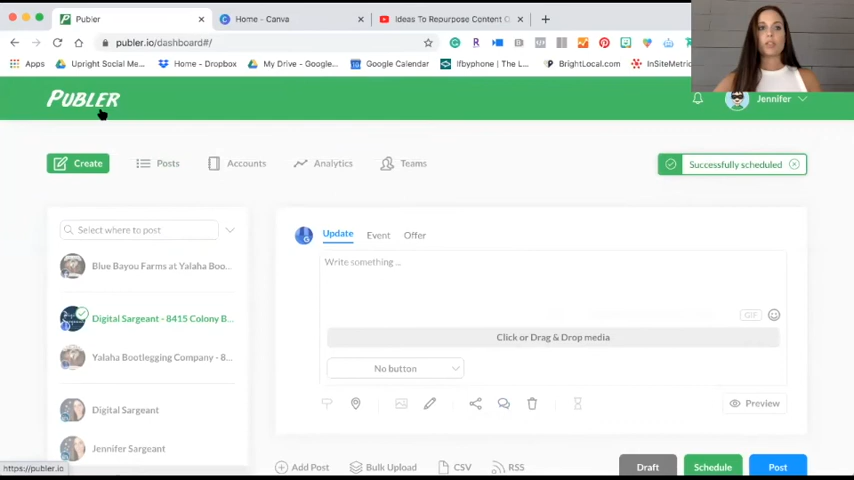 Publer
Home - Canva
Ideas To Repurpose Content O
publer.io/dashboard#/
Apps
Upright Social Me...
Home - Dropbox
My Drive - Google...
Google Calendar
Ifbyphone | The L...
BrightLocal.com
InSiteMetric
PUBLER
Jennifer
Create
Posts
Accounts
Analytics
Teams
Successfully scheduled
Select where to post
Update
Event
Offer
Write something ...
Blue Bayou Farms at Yalaha Boo...
GIF
Digital Sargeant - 8415 Colony B...
Click or Drag & Drop media
Yalaha Bootlegging Company - 8...
No button
Digital Sargeant
Preview
Jennifer Sargeant
https://publer.io
Add Post
Bulk Upload
CSV
RSS
Draft
Schedule
Post